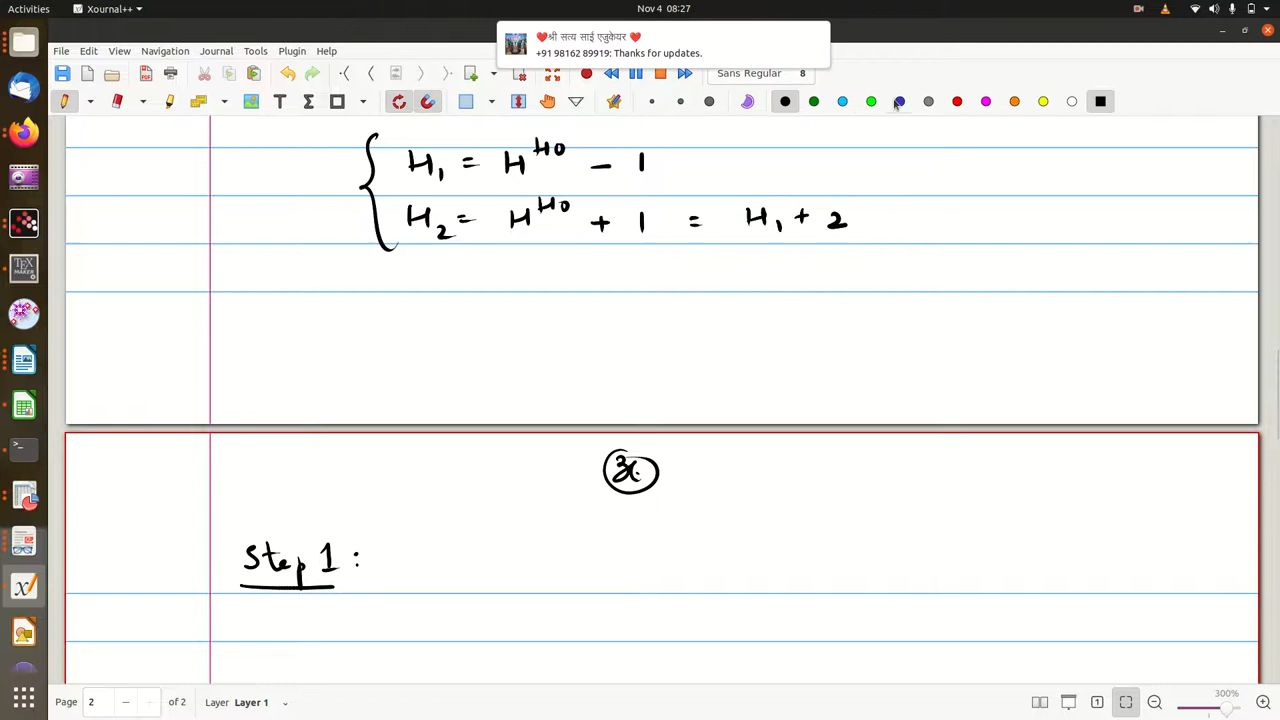 Activities
Xournal++
Nov 4 08:27
❤️श्री सत्य साई एजुकेयर ❤️
+91 98162 89919: Thanks for updates.
File Edit View Navigation Journal Tools Plugin Help
Sans Regular 8
H₁ = H^HO - 1
H₂ = H^HO + 1 = H₁ + 2
Step 1 :
Page 2 of 2 Layer Layer 1
300%